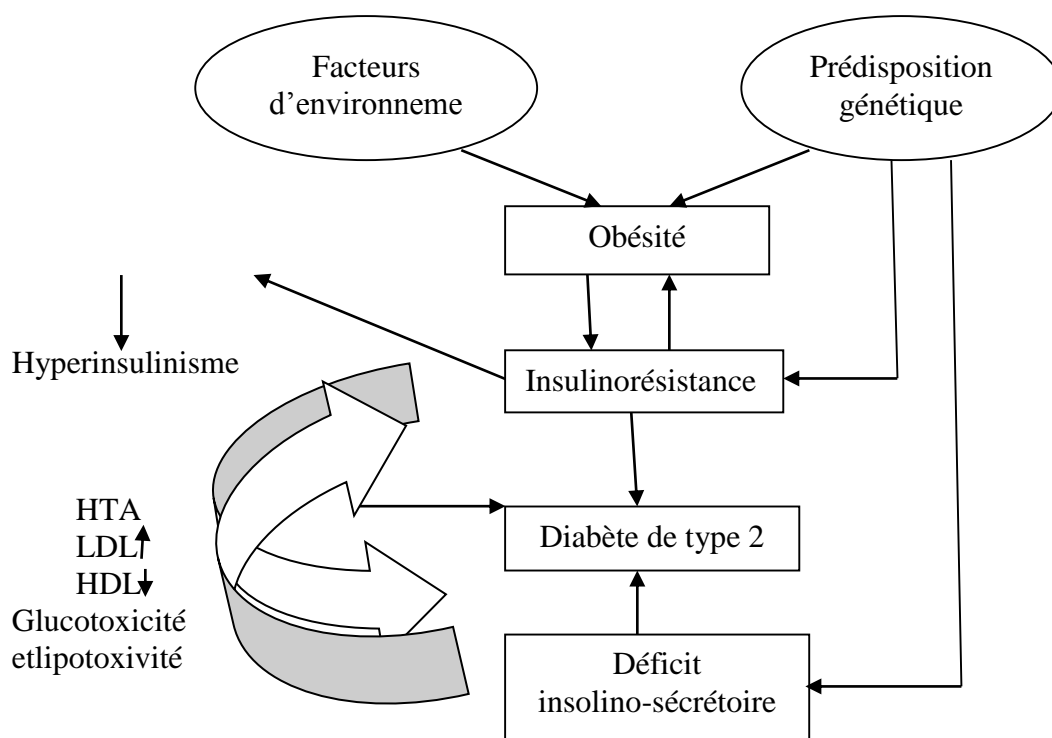 Facteurs
d’environneme
Prédisposition
génétique
Obésité
Hyperinsulinisme
Insulinorésistance
HTA
LDL
HDL
Glucotoxicité
etlipotoxivité
Diabète de type 2
Déficit
insolino-sécrétoire